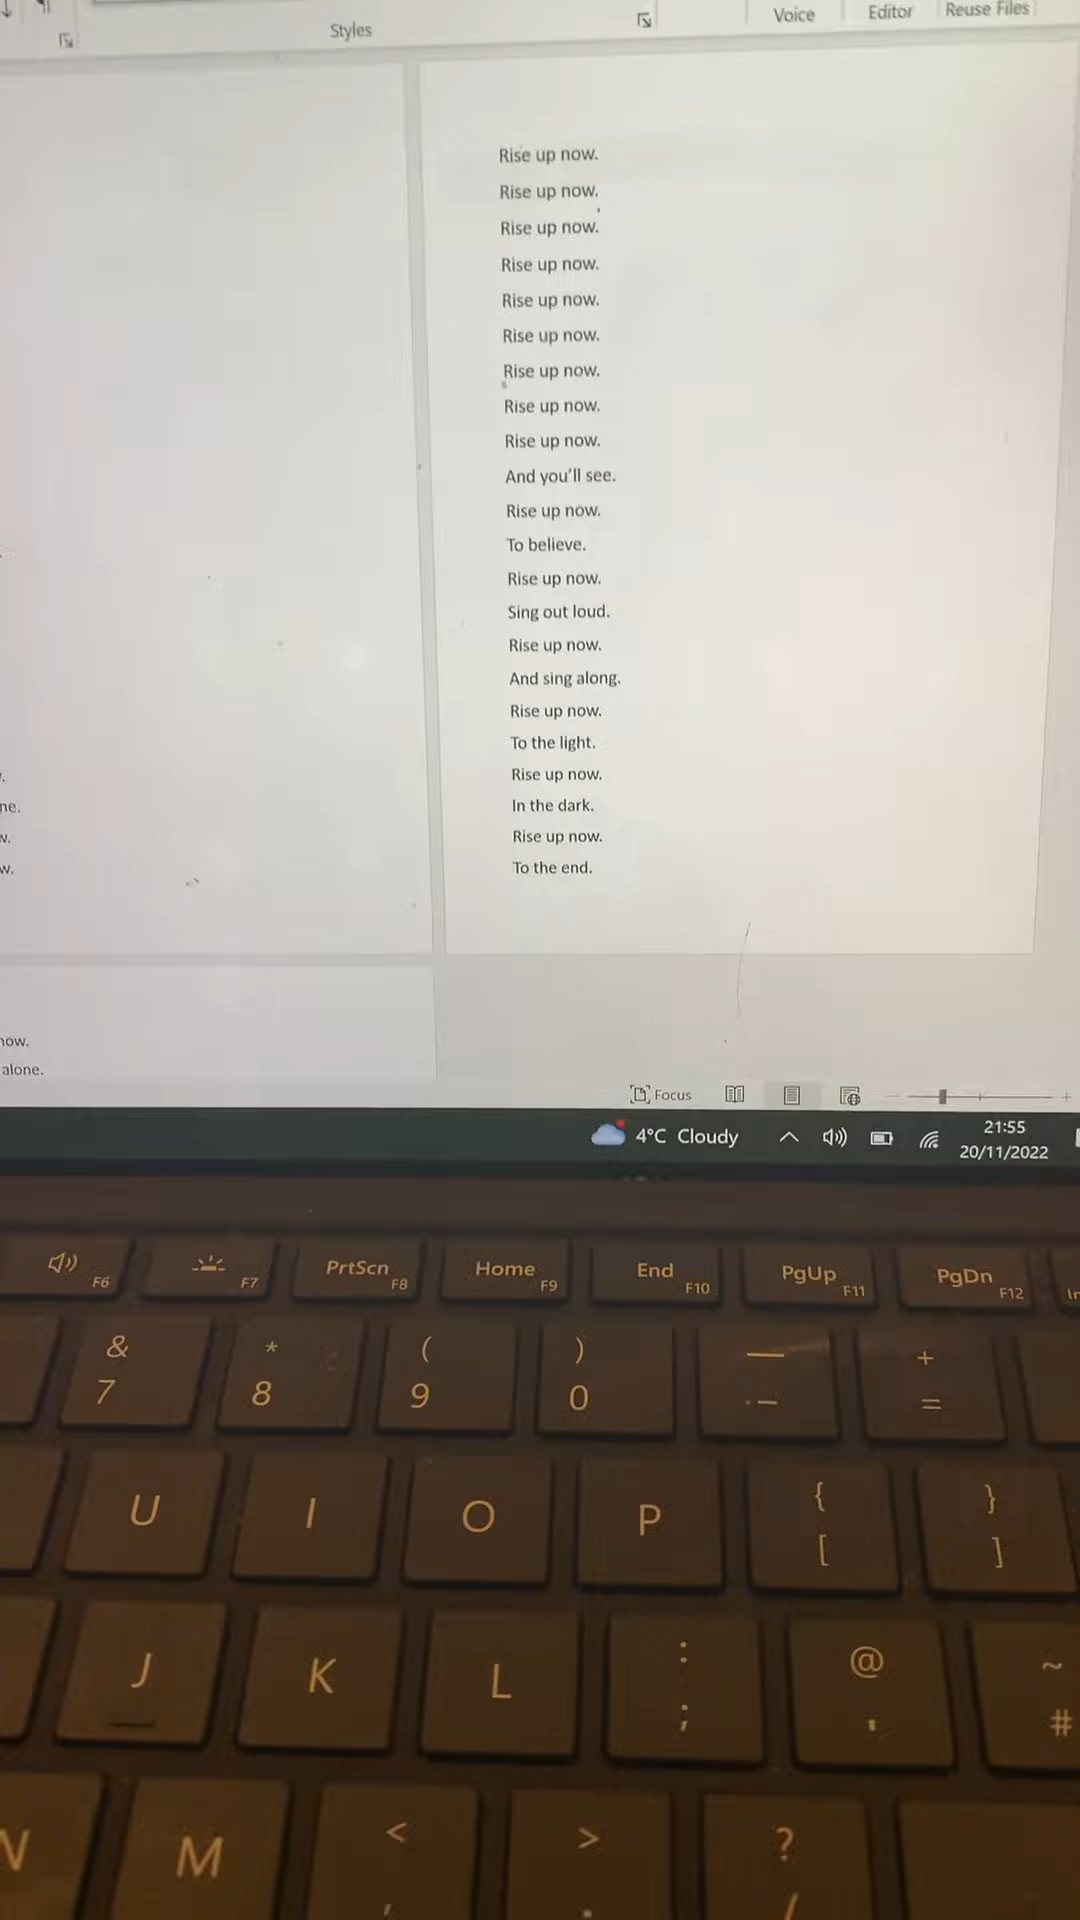 Styles
Voice
Editor
Reuse Files
Rise up now.
Rise up now.
Rise up now.
Rise up now.
Rise up now.
Rise up now.
Rise up now.
Rise up now.
Rise up now.
And you'll see.
Rise up now.
To believe.
Rise up now.
Sing out loud.
Rise up now.
And sing along.
Rise up now.
To the light.
Rise up now.
In the dark.
Rise up now.
To the end.
ne.
w.
w.
now.
alone.
Focus
4°C Cloudy
21:55
20/11/2022
F6 F7 PrtScn F8 Home F9 End F10 PgUp F11 PgDn F12
& * ( ) — +
7 8 9 0 - =
U I O P { }
[ ]
J K L : @ ~
; ' #
N M < > ?
, . /